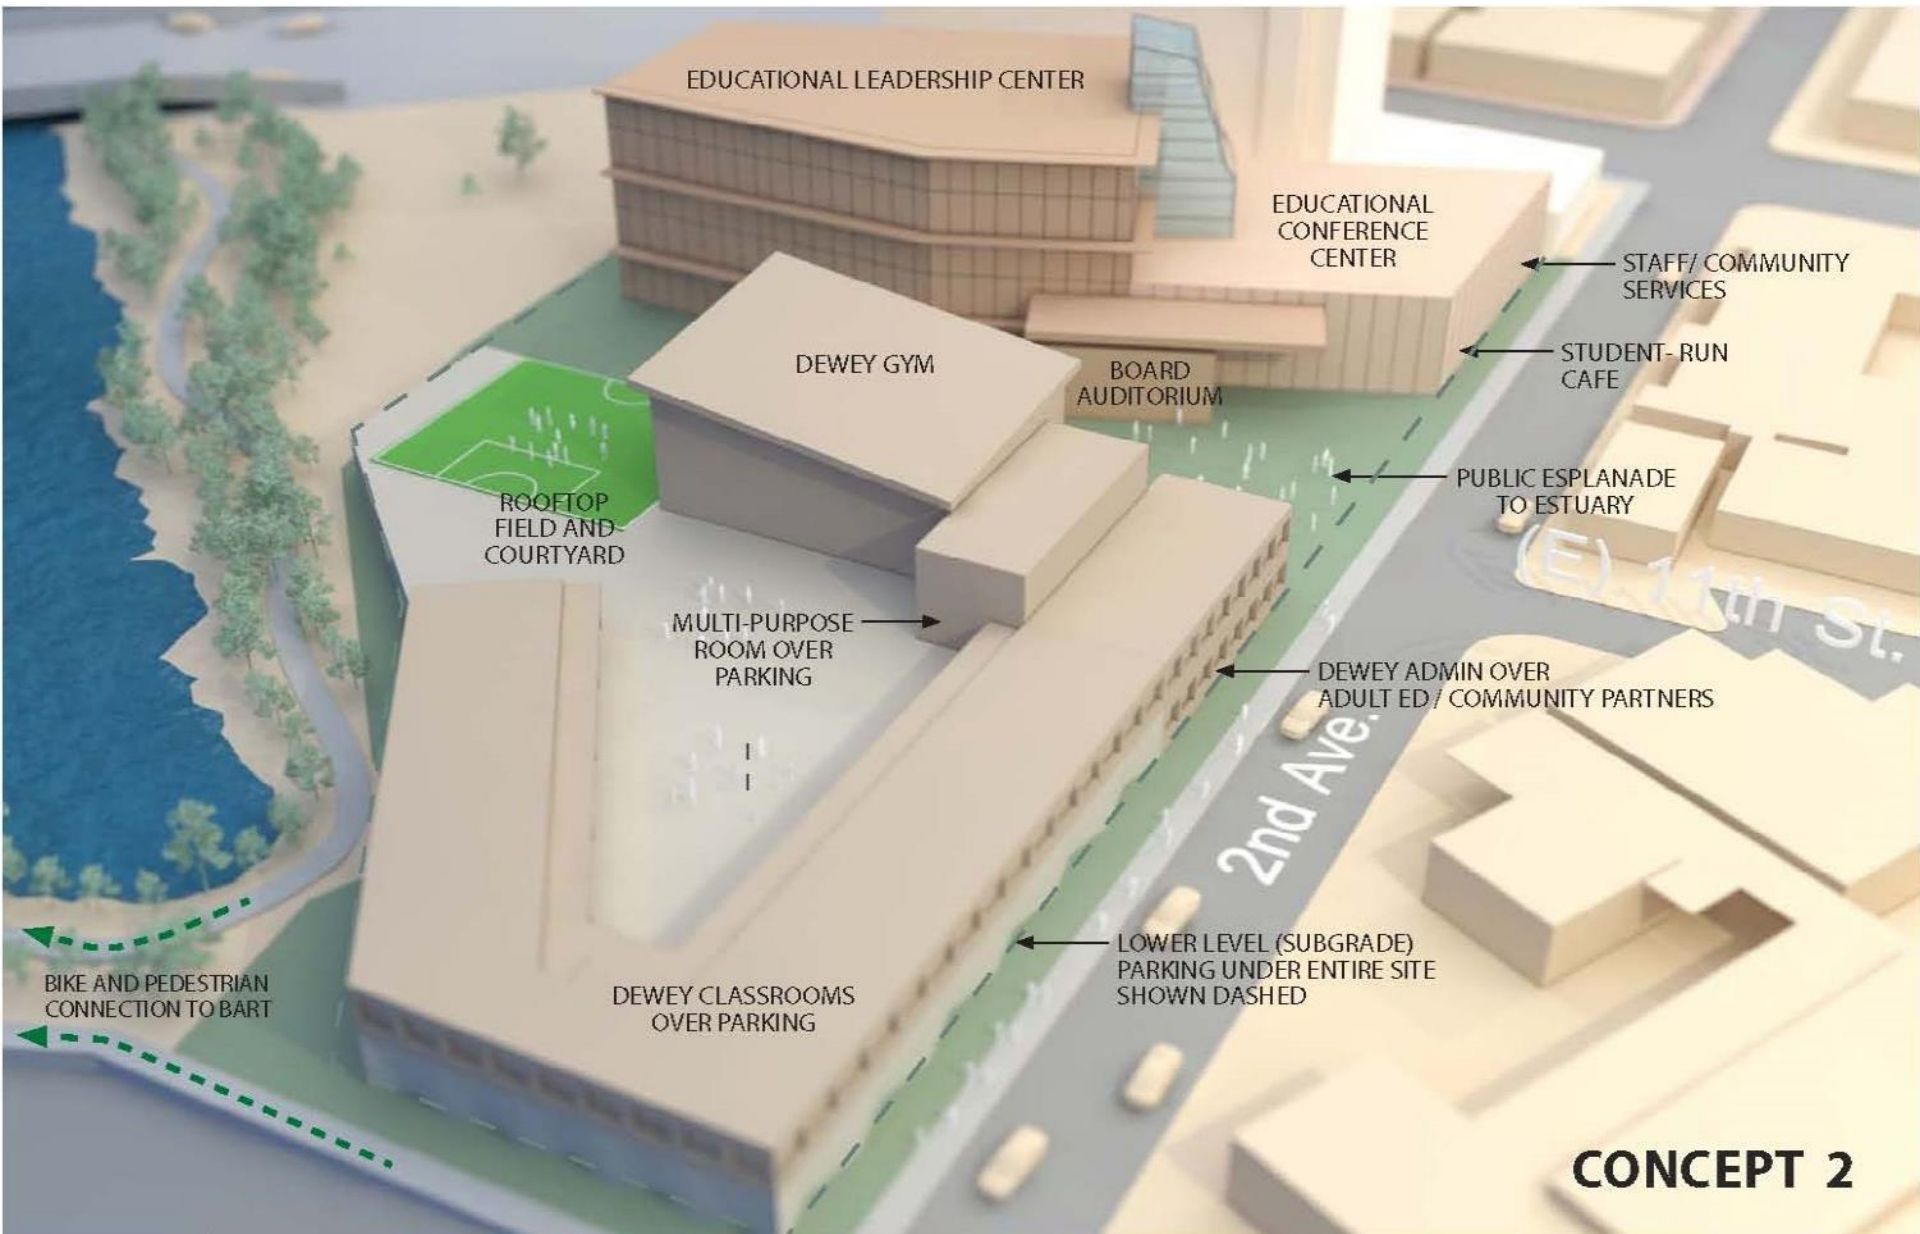 EDUCATIONAL LEADERSHIP CENTER
EDUCATIONAL
CONFERENCE
CENTER
STAFF/ COMMUNITY
SERVICES
STUDENT- RUN
CAFE
DEWEY GYM
BOARD
AUDITORIUM
PUBLIC ESPLANADE
TO ESTUARY
ROOFTOP
FIELD AND
COURTYARD
(E) 11th St.
MULTI-PURPOSE
ROOM OVER
PARKING
DEWEY ADMIN OVER
ADULT ED / COMMUNITY PARTNERS
2nd Ave.
LOWER LEVEL (SUBGRADE)
PARKING UNDER ENTIRE SITE
SHOWN DASHED
BIKE AND PEDESTRIAN
CONNECTION TO BART
DEWEY CLASSROOMS
OVER PARKING
CONCEPT 2